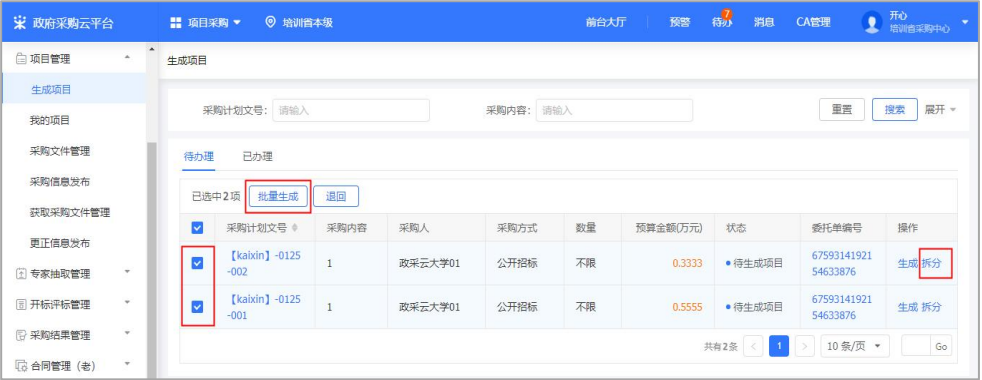 政府采购云平台
项目采购
培训省本级
前台大厅
预警
待办
7
消息
CA管理
开心
培训省采购中心
项目管理
生成项目
我的项目
采购文件管理
采购信息发布
获取采购文件管理
更正信息发布
专家抽取管理
开标评标管理
采购结果管理
合同管理（老）
生成项目
采购计划文号： 请输入
采购内容： 请输入
重置
搜索
展开
待办理
已办理
已选中2项
批量生成
退回
采购计划文号 采购内容 采购人 采购方式 数量 预算金额(万元) 状态 委托单编号 操作
【kaixin】-0125 1 政采云大学01 公开招标 不限 0.3333 待生成项目 67593141921 生成 拆分
-002 54633876
【kaixin】-0125 1 政采云大学01 公开招标 不限 0.5555 待生成项目 67593141921 生成 拆分
-001 54633876
共有2条 < 1 > 10 条/页 Go